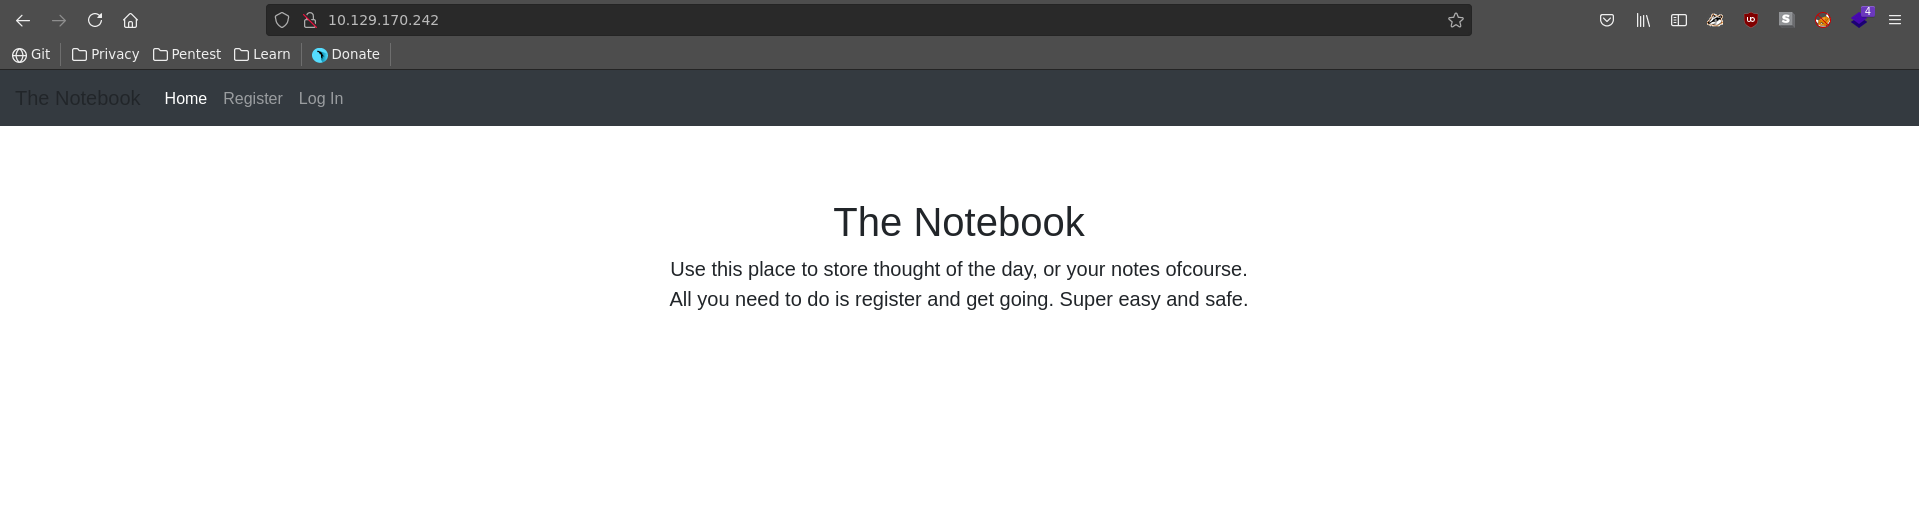 10.129.170.242
4
Git Privacy Pentest Learn Donate
The Notebook Home Register Log In
The Notebook
Use this place to store thought of the day, or your notes ofcourse.
All you need to do is register and get going. Super easy and safe.